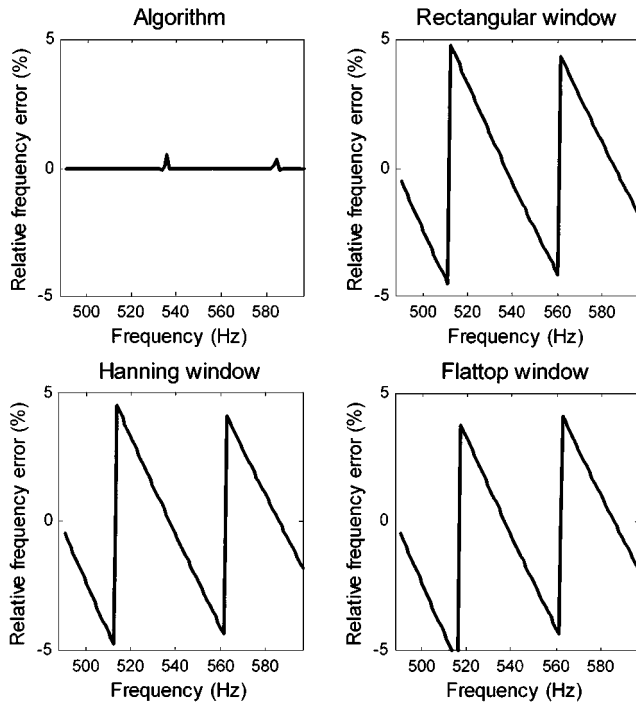 Algorithm
Relative frequency error (%)
5
0
-5
500 520 540 560 580
Frequency (Hz)
Rectangular window
Relative frequency error (%)
5
0
-5
500 520 540 560 580
Frequency (Hz)
Hanning window
Relative frequency error (%)
5
0
-5
500 520 540 560 580
Frequency (Hz)
Flattop window
Relative frequency error (%)
5
0
-5
500 520 540 560 580
Frequency (Hz)